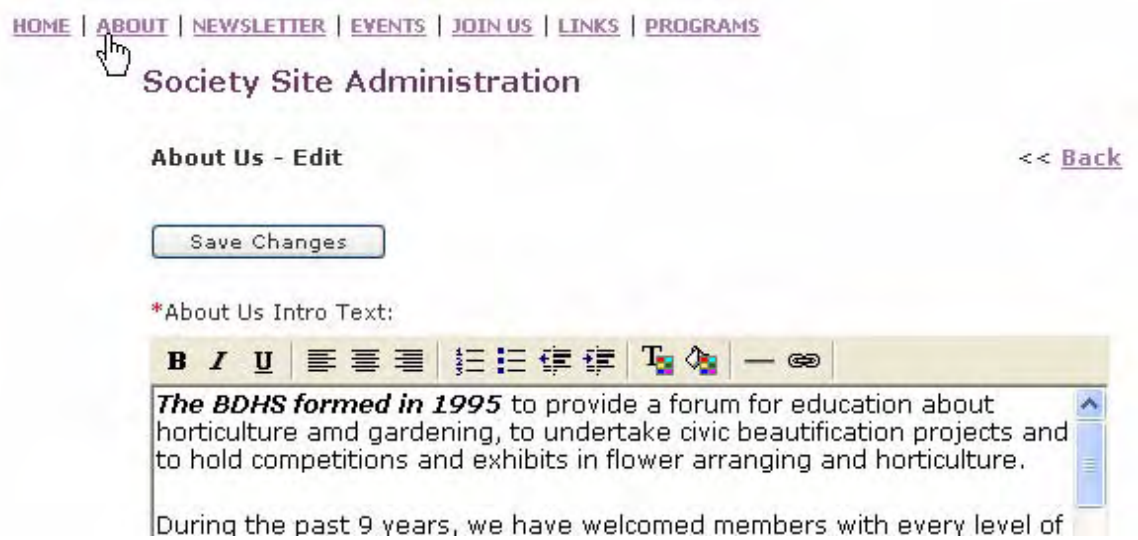 HOME | ABOUT | NEWSLETTER | EVENTS | JOIN US | LINKS | PROGRAMS
Society Site Administration
About Us - Edit
<< Back
Save Changes
*About Us Intro Text:
B I U
The BDHS formed in 1995 to provide a forum for education about
horticulture amd gardening, to undertake civic beautification projects and
to hold competitions and exhibits in flower arranging and horticulture.
During the past 9 years, we have welcomed members with every level of